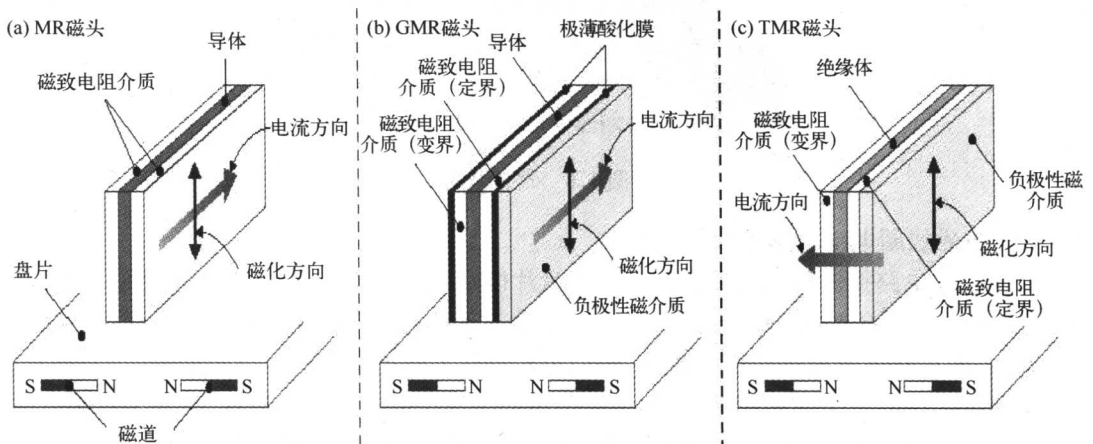 (a) MR磁头
导体
磁致电阻介质
电流方向
磁化方向
盘片
S
N
N
S
磁道
(b) GMR磁头
极薄酸化膜
导体
磁致电阻
介质（定界）
磁致电阻
介质（变界）
电流方向
磁化方向
负极性磁介质
S
N
N
S
(c) TMR磁头
绝缘体
磁致电阻
介质（变界）
负极性磁
介质
电流方向
磁化方向
磁致电阻
介质（定界）
S
N
N
S